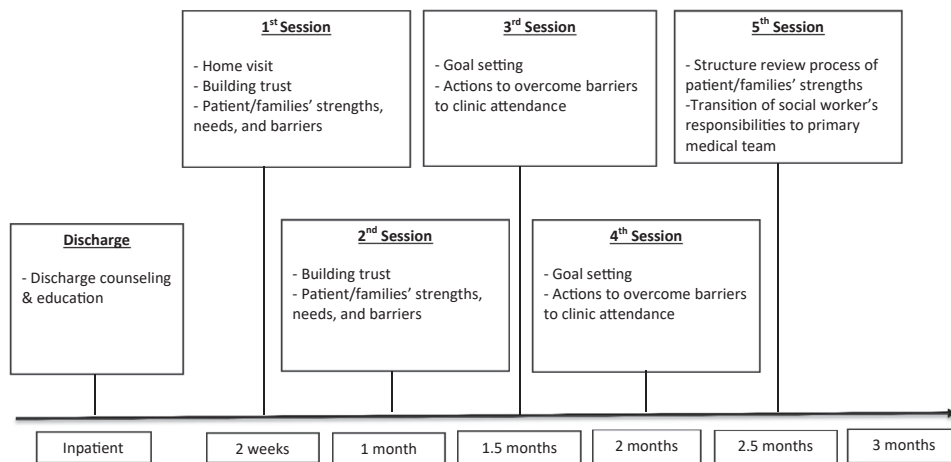 1st Session
- Home visit
- Building trust
- Patient/families’ strengths,
needs, and barriers
3rd Session
- Goal setting
- Actions to overcome barriers
to clinic attendance
5th Session
- Structure review process of
patient/families’ strengths
-Transition of social worker’s
responsibilities to primary
medical team
Discharge
- Discharge counseling
& education
2nd Session
- Building trust
- Patient/families’ strengths,
needs, and barriers
4th Session
- Goal setting
- Actions to overcome barriers
to clinic attendance
Inpatient
2 weeks
1 month
1.5 months
2 months
2.5 months
3 months